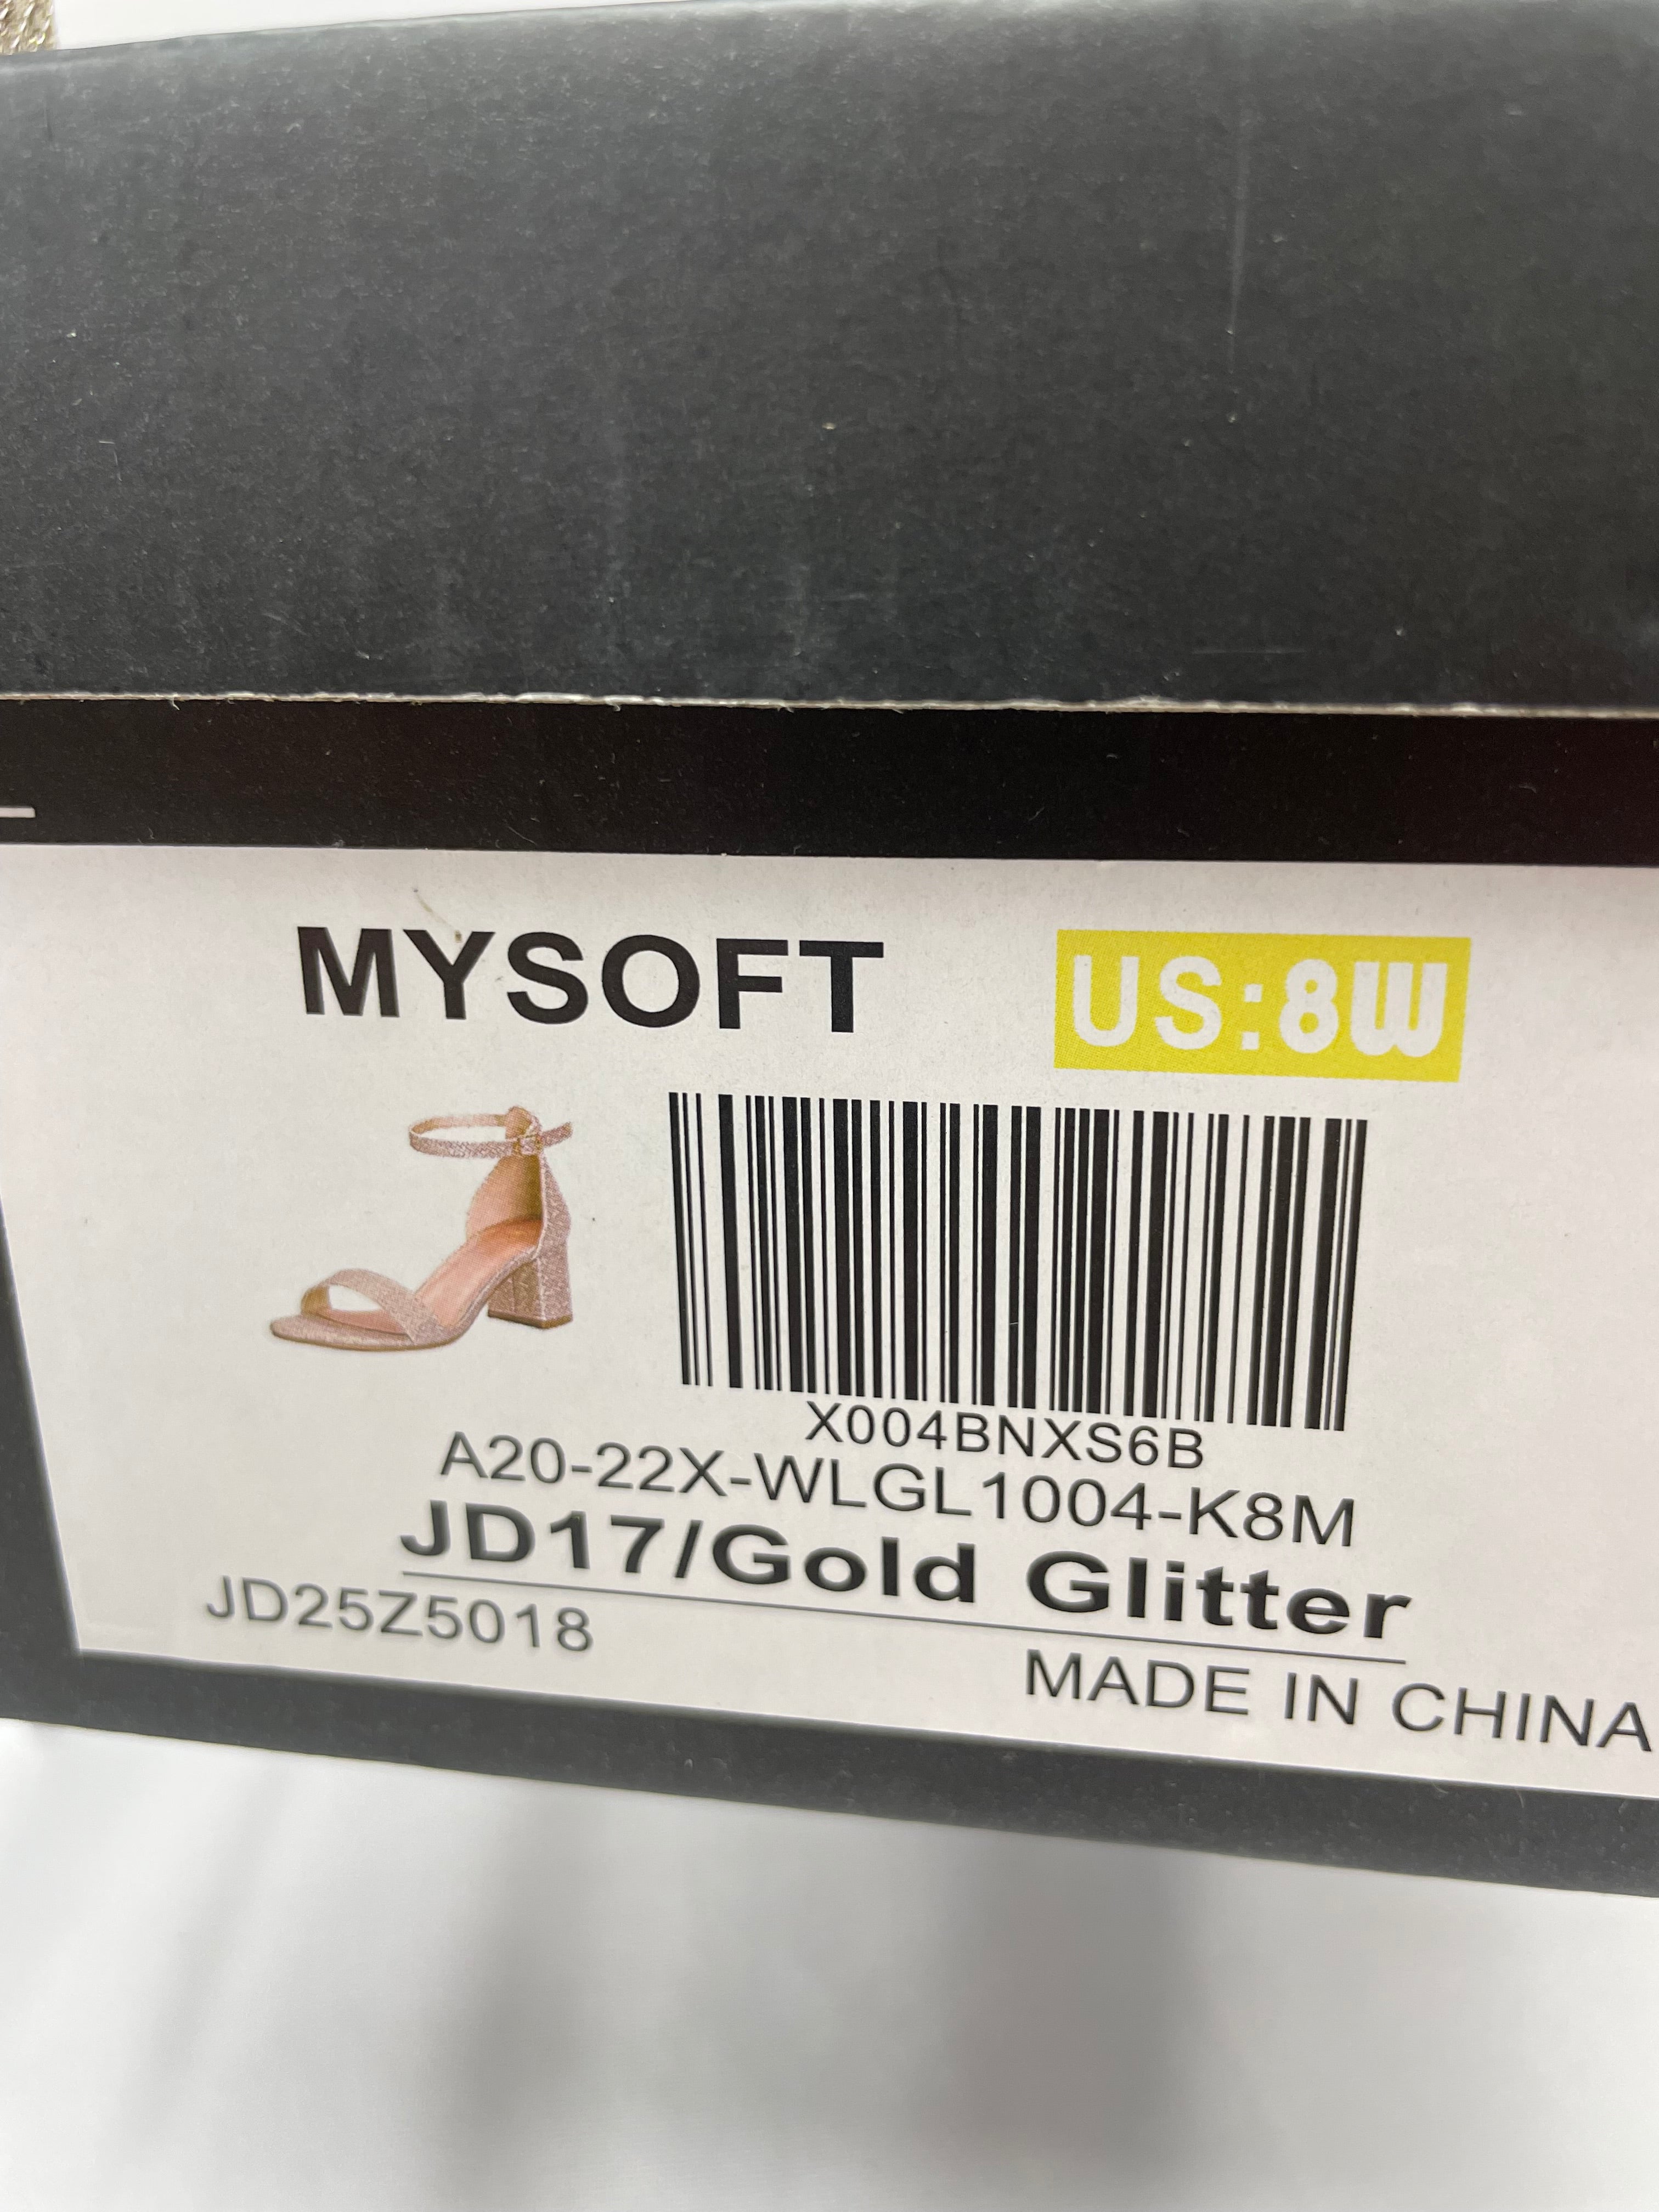 MYSOFT
US:8W
X004BNXS6B
A20-22X-WLGL1004-K8M
JD17/Gold Glitter
JD25Z5018
MADE IN CHINA